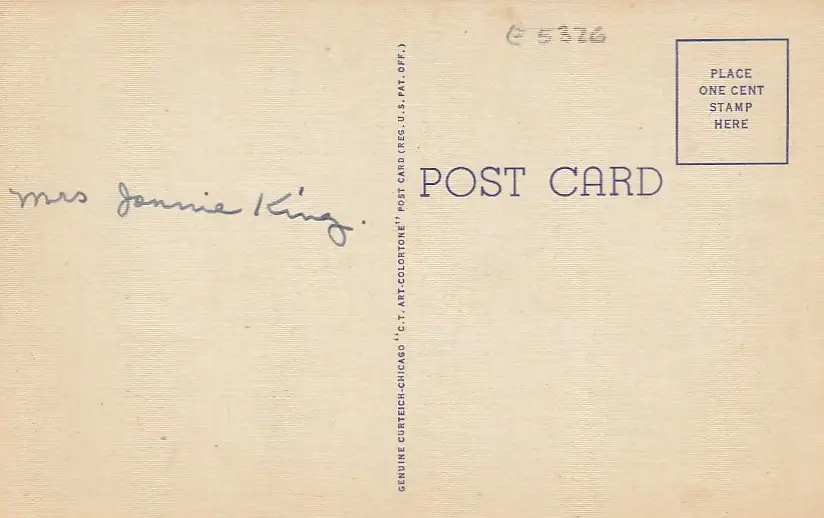 E 5326
PLACE
ONE CENT
STAMP
HERE
POST CARD
Mrs Jonnie King.
GENUINE CURTEICH-CHICAGO "C.T. ART-COLORTONE" POST CARD (REG. U.S. PAT. OFF.)